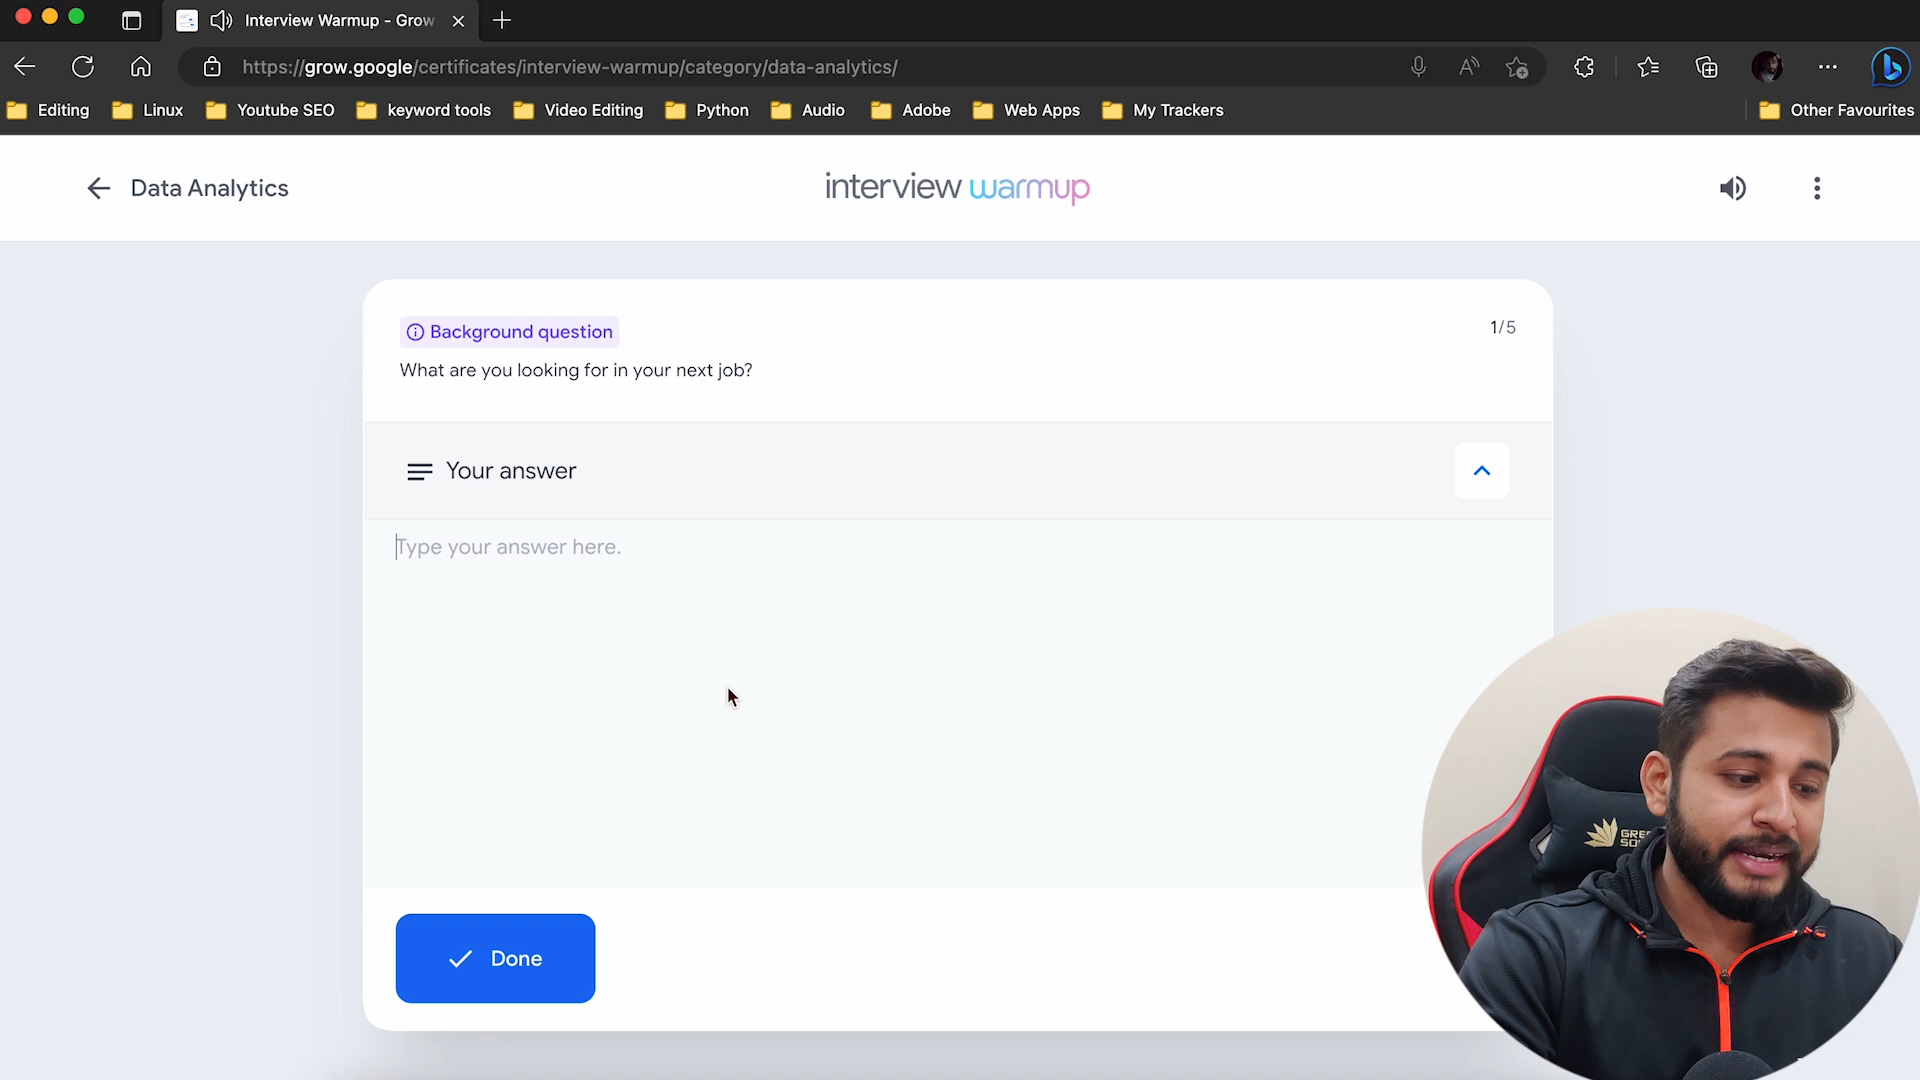 Interview Warmup - Grow
https://grow.google/certificates/interview-warmup/category/data-analytics/
Editing Linux Youtube SEO keyword tools Video Editing Python Audio Adobe Web Apps My Trackers Other Favourites
Data Analytics interview warmup
Background question 1/5
What are you looking for in your next job?
Your answer
Type your answer here.
Done